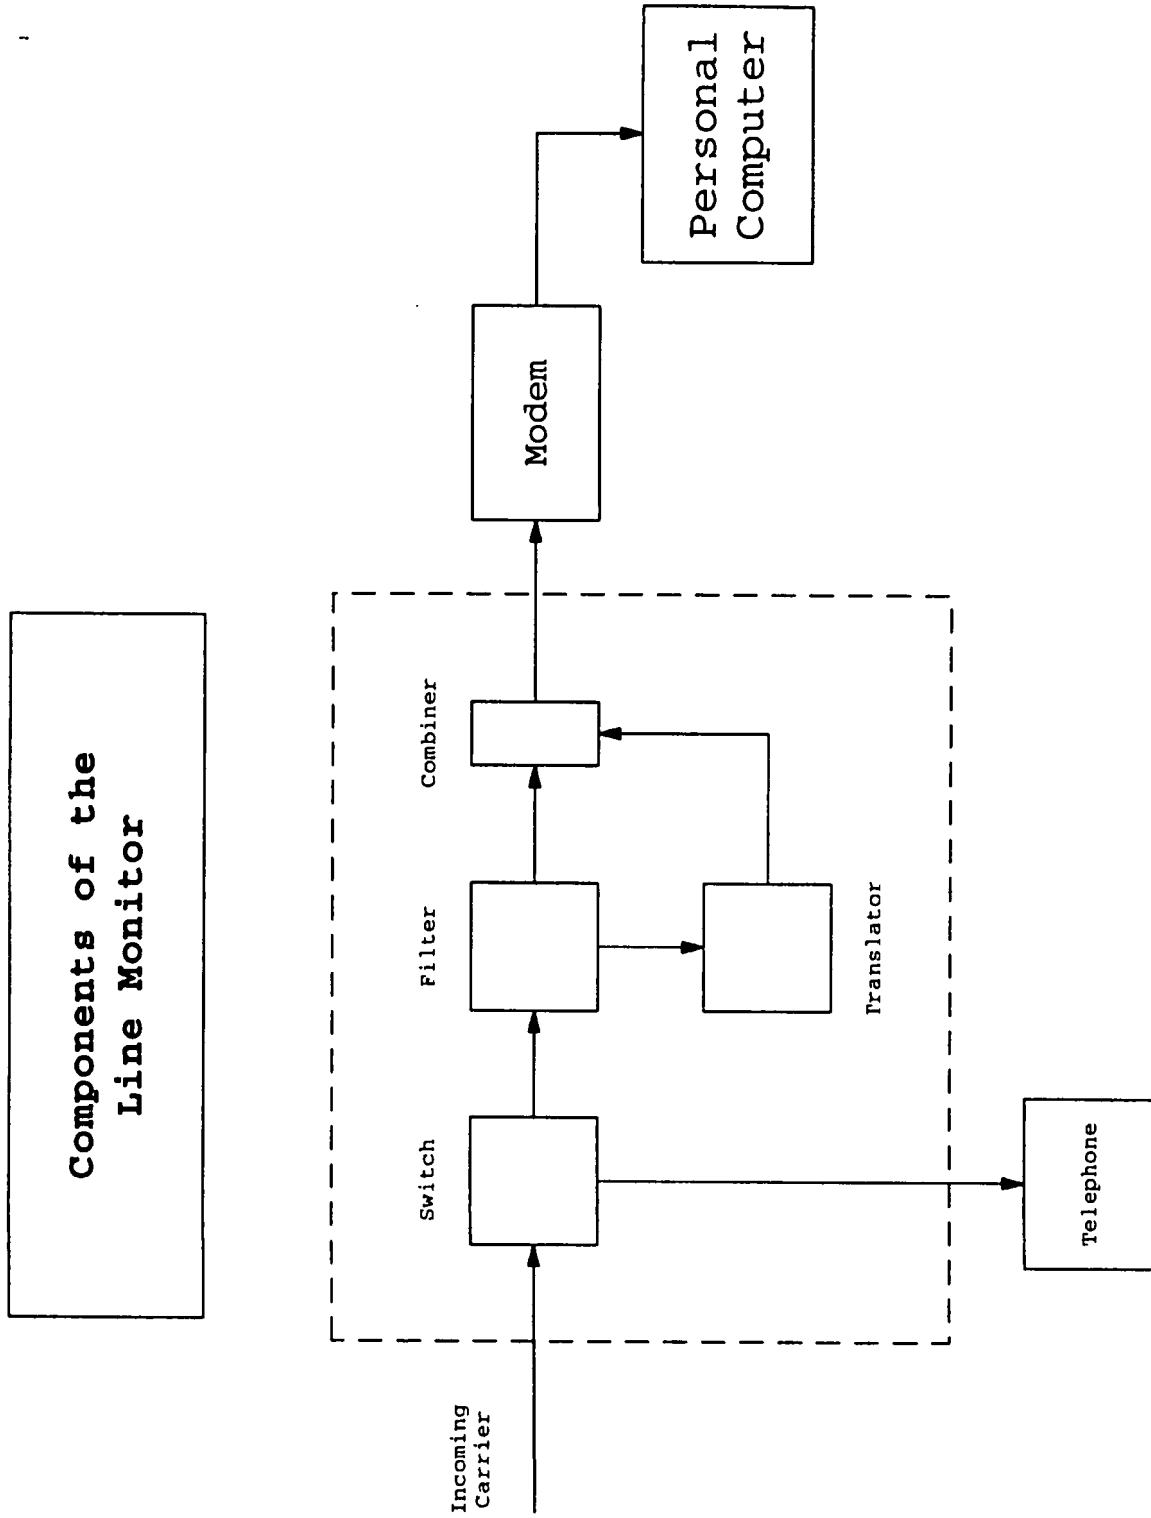 Components of the
Line Monitor
Incoming
Carrier
Switch
Filter
Combiner
Translator
Telephone
Modem
Personal
Computer